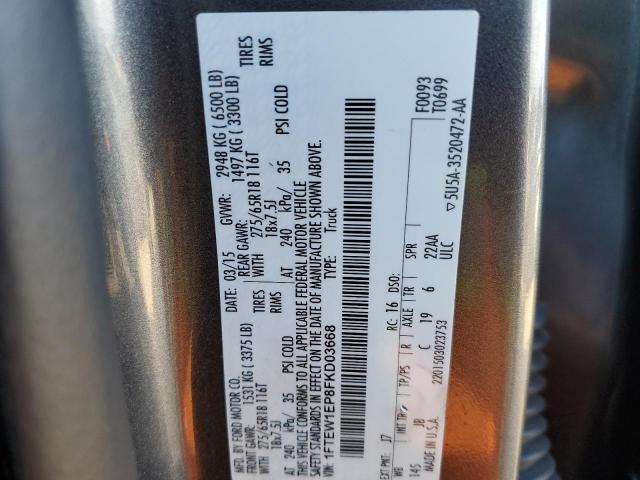 MFD. BY FORD MOTOR CO.
DATE: 03/15 GVWR: 2948 KG ( 6500 LB)
FRONT GAWR: 1531 KG ( 3375 LB) REAR GAWR: 1497 KG ( 3300 LB)
275/65R18 116T TIRES WITH 275/65R18 116T TIRES
18x7.5J RIMS 18x7.5J RIMS
AT 240 kPa/ 35 PSI COLD AT 240 kPa/ 35 PSI COLD
THIS VEHICLE CONFORMS TO ALL APPLICABLE FEDERAL MOTOR VEHICLE
SAFETY STANDARDS IN EFFECT ON THE DATE OF MANUFACTURE SHOWN ABOVE.
VIN: 1FTEW1EP8FKD03668 TYPE: Truck
F0093
T0699
EXT PNT: J7 RC: 16 DSO:
WB INT TR TP/PS R AXLE TR SPR
145 JB C 19 6 22AA
ULC
MADE IN U.S.A. 2201503023753 ▽5U5A-3520472-AA